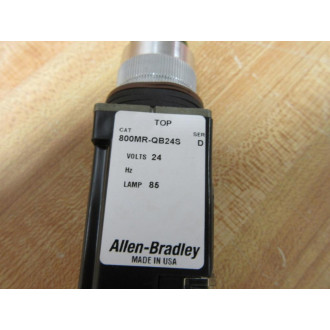 TOP
CAT SER
800MR-QB24S D
VOLTS 24
Hz
LAMP 85
Allen-Bradley
MADE IN USA